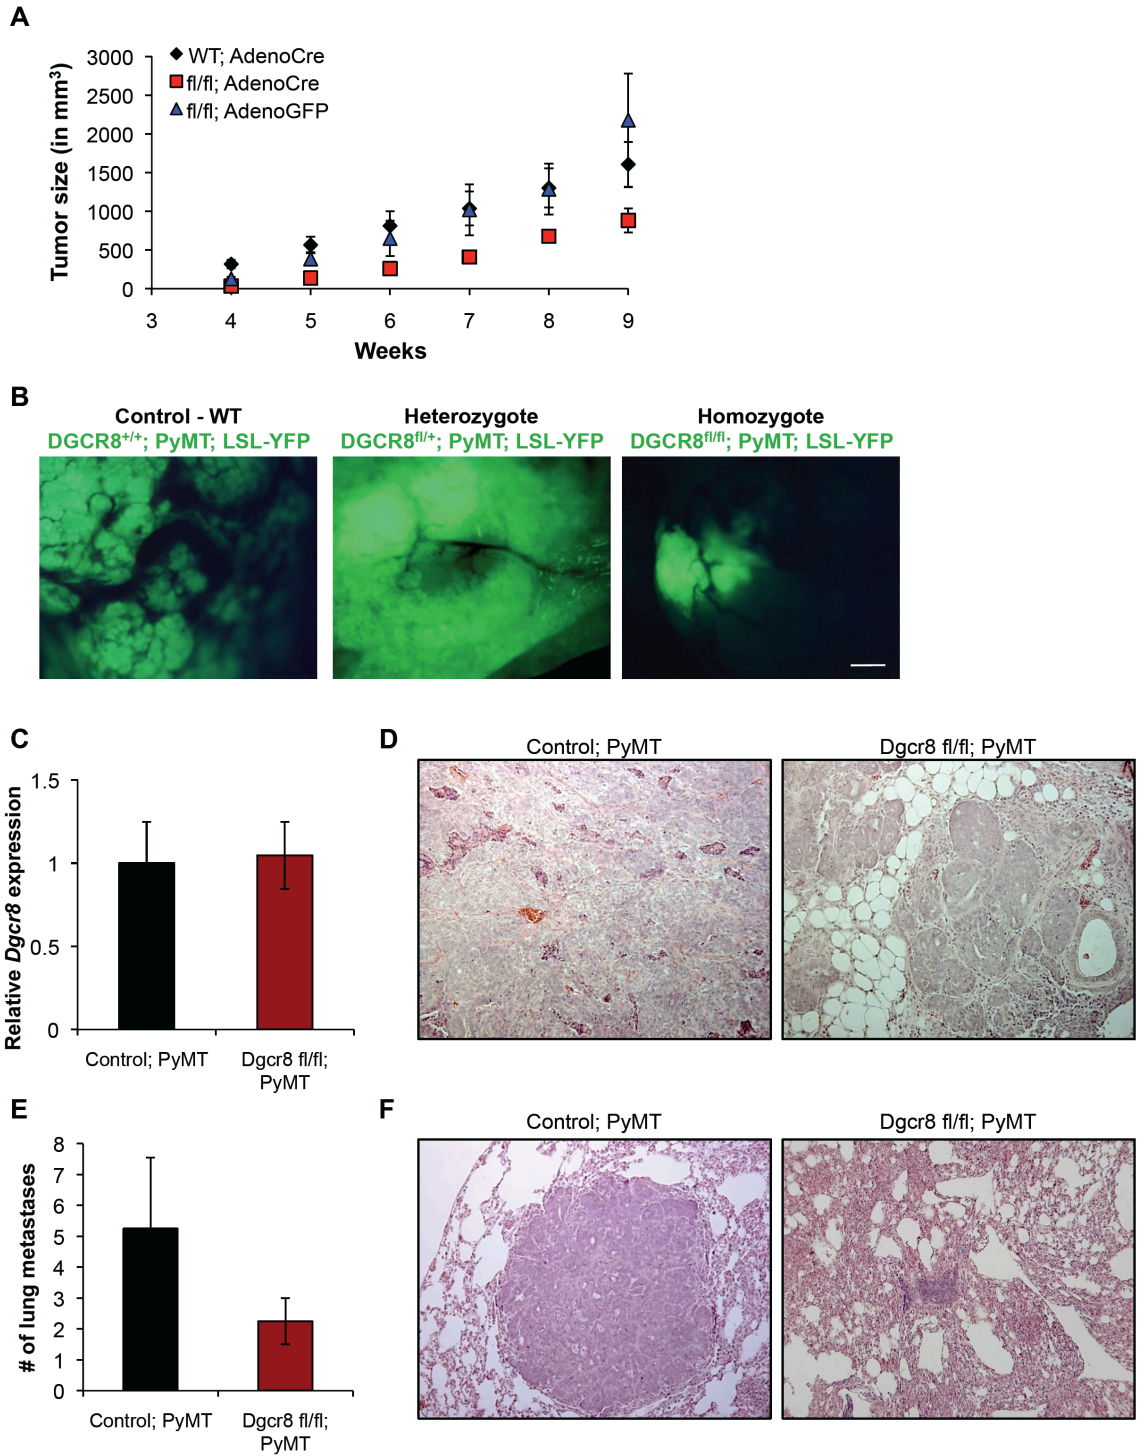 A
Tumor size (in mm³)
3000
2500
2000
1500
1000
500
0
WT; AdenoCre
fl/fl; AdenoCre
fl/fl; AdenoGFP
3 4 5 6 7 8 9
Weeks
B
Control - WT
DGCR8+/+; PyMT; LSL-YFP
Heterozygote
DGCR8fl/+; PyMT; LSL-YFP
Homozygote
DGCR8fl/fl; PyMT; LSL-YFP
C
Relative Dgcr8 expression
1.5
1
0.5
0
Control; PyMT
Dgcr8 fl/fl;
PyMT
D
Control; PyMT
Dgcr8 fl/fl; PyMT
E
# of lung metastases
8
7
6
5
4
3
2
1
0
Control; PyMT
Dgcr8 fl/fl;
PyMT
F
Control; PyMT
Dgcr8 fl/fl; PyMT